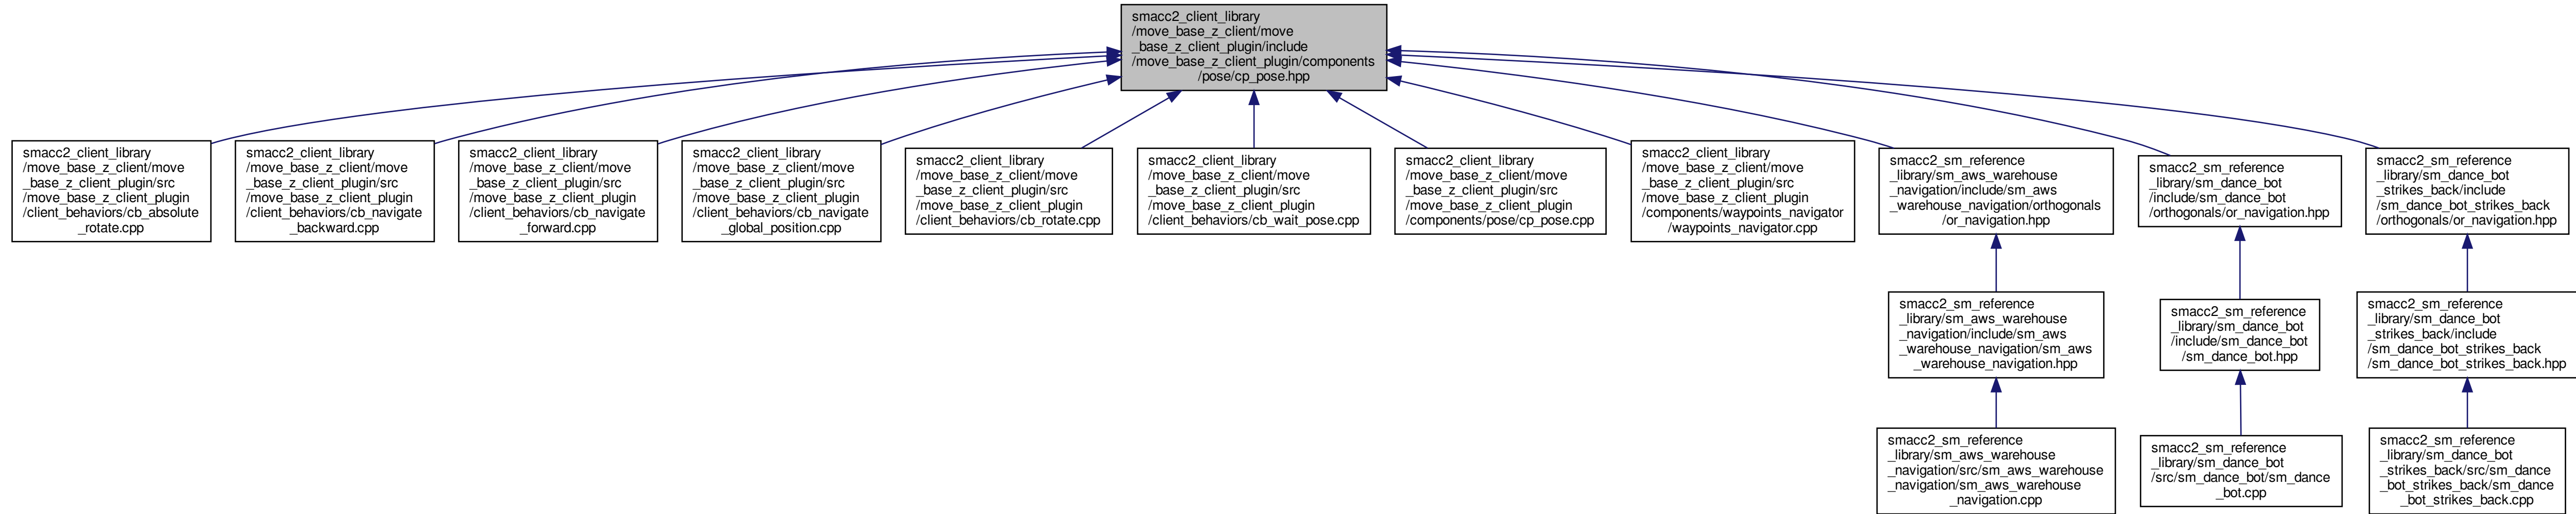 smacc2_client_library
/move_base_z_client/move
_base_z_client_plugin/include
/move_base_z_client_plugin/components
/pose/cp_pose.hpp
smacc2_client_library
/move_base_z_client/move
_base_z_client_plugin/src
/move_base_z_client_plugin
/client_behaviors/cb_absolute
_rotate.cpp
smacc2_client_library
/move_base_z_client/move
_base_z_client_plugin/src
/move_base_z_client_plugin
/client_behaviors/cb_navigate
_backward.cpp
smacc2_client_library
/move_base_z_client/move
_base_z_client_plugin/src
/move_base_z_client_plugin
/client_behaviors/cb_navigate
_forward.cpp
smacc2_client_library
/move_base_z_client/move
_base_z_client_plugin/src
/move_base_z_client_plugin
/client_behaviors/cb_navigate
_global_position.cpp
smacc2_client_library
/move_base_z_client/move
_base_z_client_plugin/src
/move_base_z_client_plugin
/client_behaviors/cb_rotate.cpp
smacc2_client_library
/move_base_z_client/move
_base_z_client_plugin/src
/move_base_z_client_plugin
/client_behaviors/cb_wait_pose.cpp
smacc2_client_library
/move_base_z_client/move
_base_z_client_plugin/src
/move_base_z_client_plugin
/components/pose/cp_pose.cpp
smacc2_client_library
/move_base_z_client/move
_base_z_client_plugin/src
/move_base_z_client_plugin
/components/waypoints_navigator
/waypoints_navigator.cpp
smacc2_sm_reference
_library/sm_aws_warehouse
_navigation/include/sm_aws
_warehouse_navigation/orthogonals
/or_navigation.hpp
smacc2_sm_reference
_library/sm_dance_bot
/include/sm_dance_bot
/orthogonals/or_navigation.hpp
smacc2_sm_reference
_library/sm_dance_bot
_strikes_back/include
/sm_dance_bot_strikes_back
/orthogonals/or_navigation.hpp
smacc2_sm_reference
_library/sm_aws_warehouse
_navigation/include/sm_aws
_warehouse_navigation/sm_aws
_warehouse_navigation.hpp
smacc2_sm_reference
_library/sm_dance_bot
/include/sm_dance_bot
/sm_dance_bot.hpp
smacc2_sm_reference
_library/sm_dance_bot
_strikes_back/include
/sm_dance_bot_strikes_back
/sm_dance_bot_strikes_back.hpp
smacc2_sm_reference
_library/sm_aws_warehouse
_navigation/src/sm_aws_warehouse
_navigation/sm_aws_warehouse
_navigation.cpp
smacc2_sm_reference
_library/sm_dance_bot
/src/sm_dance_bot/sm_dance
_bot.cpp
smacc2_sm_reference
_library/sm_dance_bot
_strikes_back/src/sm_dance
_bot_strikes_back/sm_dance
_bot_strikes_back.cpp